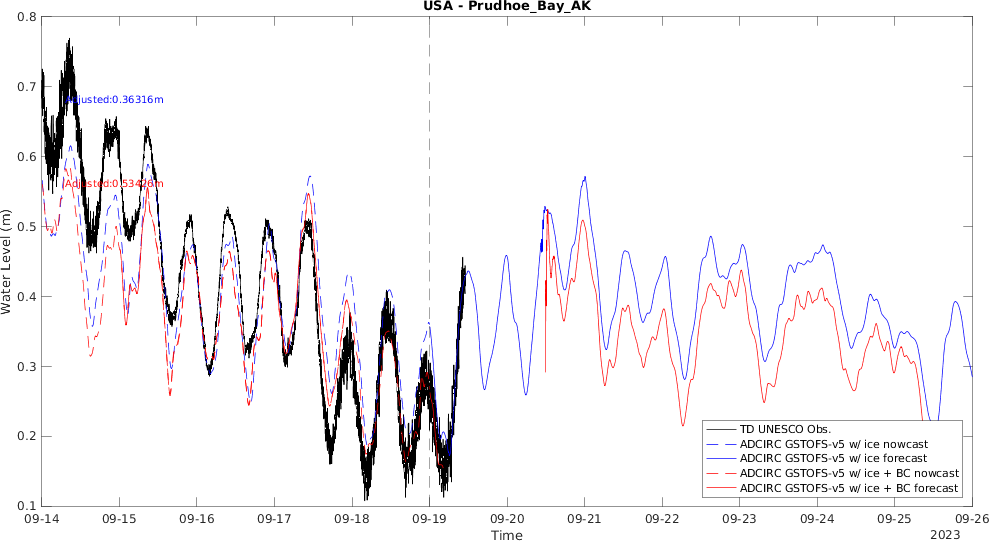 USA - Prudhoe_Bay_AK
0.8
0.7
0.6
0.5
0.4
0.3
0.2
0.1
Water Level (m)
Adjusted:0.36316m
Adjusted:0.53426m
TD UNESCO Obs.
ADCIRC GSTOFS-v5 w/ ice nowcast
ADCIRC GSTOFS-v5 w/ ice forecast
ADCIRC GSTOFS-v5 w/ ice + BC nowcast
ADCIRC GSTOFS-v5 w/ ice + BC forecast
09-14 09-15 09-16 09-17 09-18 09-19 09-20 09-21 09-22 09-23 09-24 09-25 09-26
Time
2023